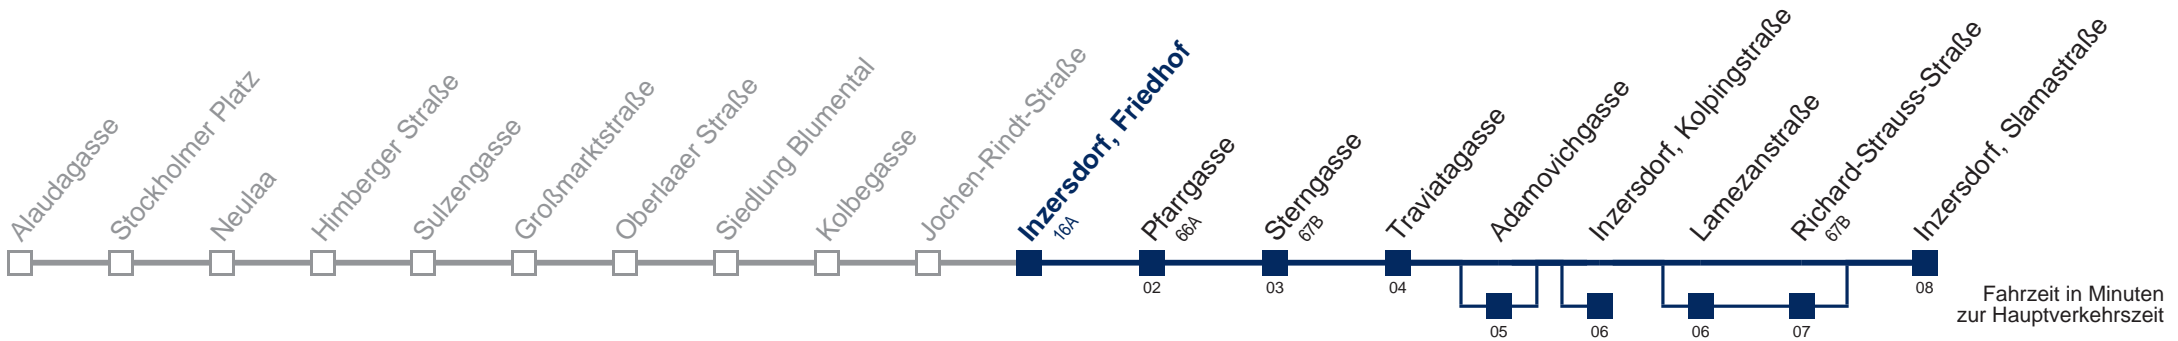 Alaudagasse
Stockholmer Platz
Neulaa
Himberger Straße
Sulzengasse
Großmarktstraße
Oberlaaer Straße
Siedlung Blumental
Kolbegasse
Jochen-Rindt-Straße
Inzersdorf, Friedhof
16A
Pfarrgasse
66A
Sterngasse
67B
Traviatagasse
Adamovichgasse
Inzersdorf, Kolpingstraße
Lamezanstraße
Richard-Strauss-Straße
67B
Inzersdorf, Slamastraße
02
03
04
05
06
06
07
08
Fahrzeit in Minuten
zur Hauptverkehrszeit